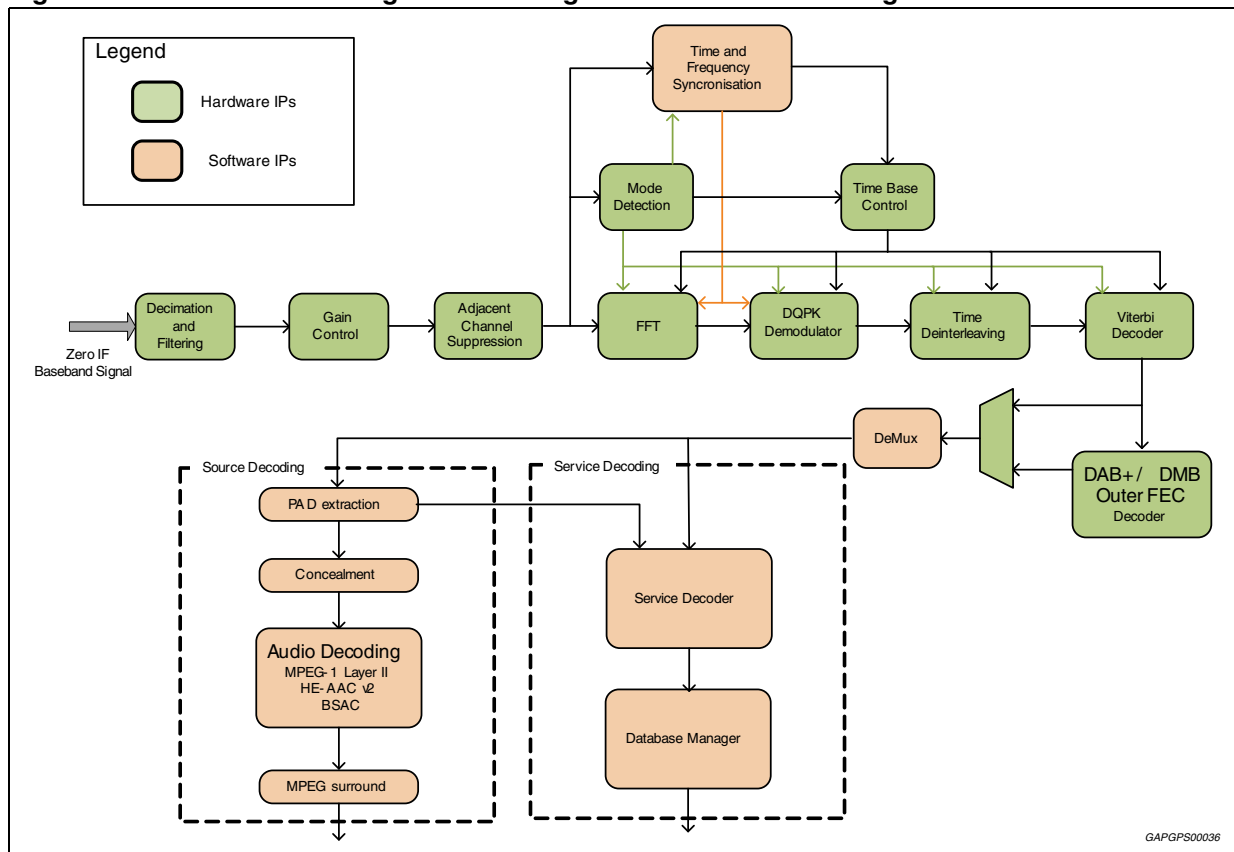 Legend
Hardware IPs
Software IPs
Time and
Frequency
Syncronisation
Mode
Detection
Time Base
Control
Decimation
and
Filtering
Gain
Control
Adjacent
Channel
Suppression
FFT
DQPK
Demodulator
Time
Deinterleaving
Viterbi
Decoder
Zero IF
Baseband Signal
DeMux
DAB+ / DMB
Outer FEC
Decoder
Source Decoding
PAD extraction
Concealment
Audio Decoding
MPEG-1 Layer II
HE-AAC v2
BSAC
MPEG surround
Service Decoding
Service Decoder
Database Manager
GAPGPS00036